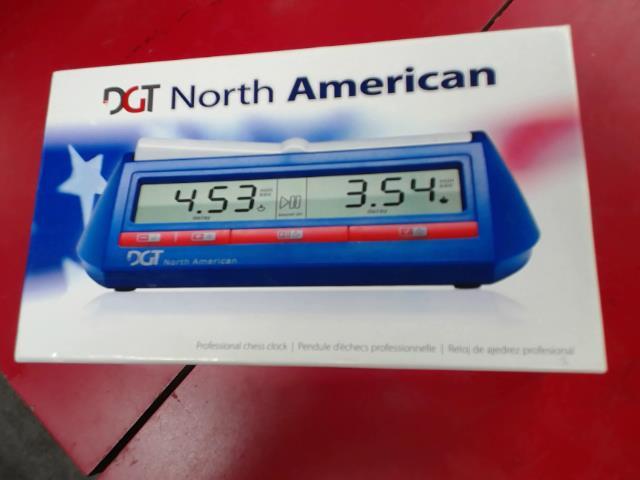 DGT North American
4.53 3.54
DGT North American
Professional chess clock | Pendule d'échecs professionnelle | Reloj de ajedrez profesional